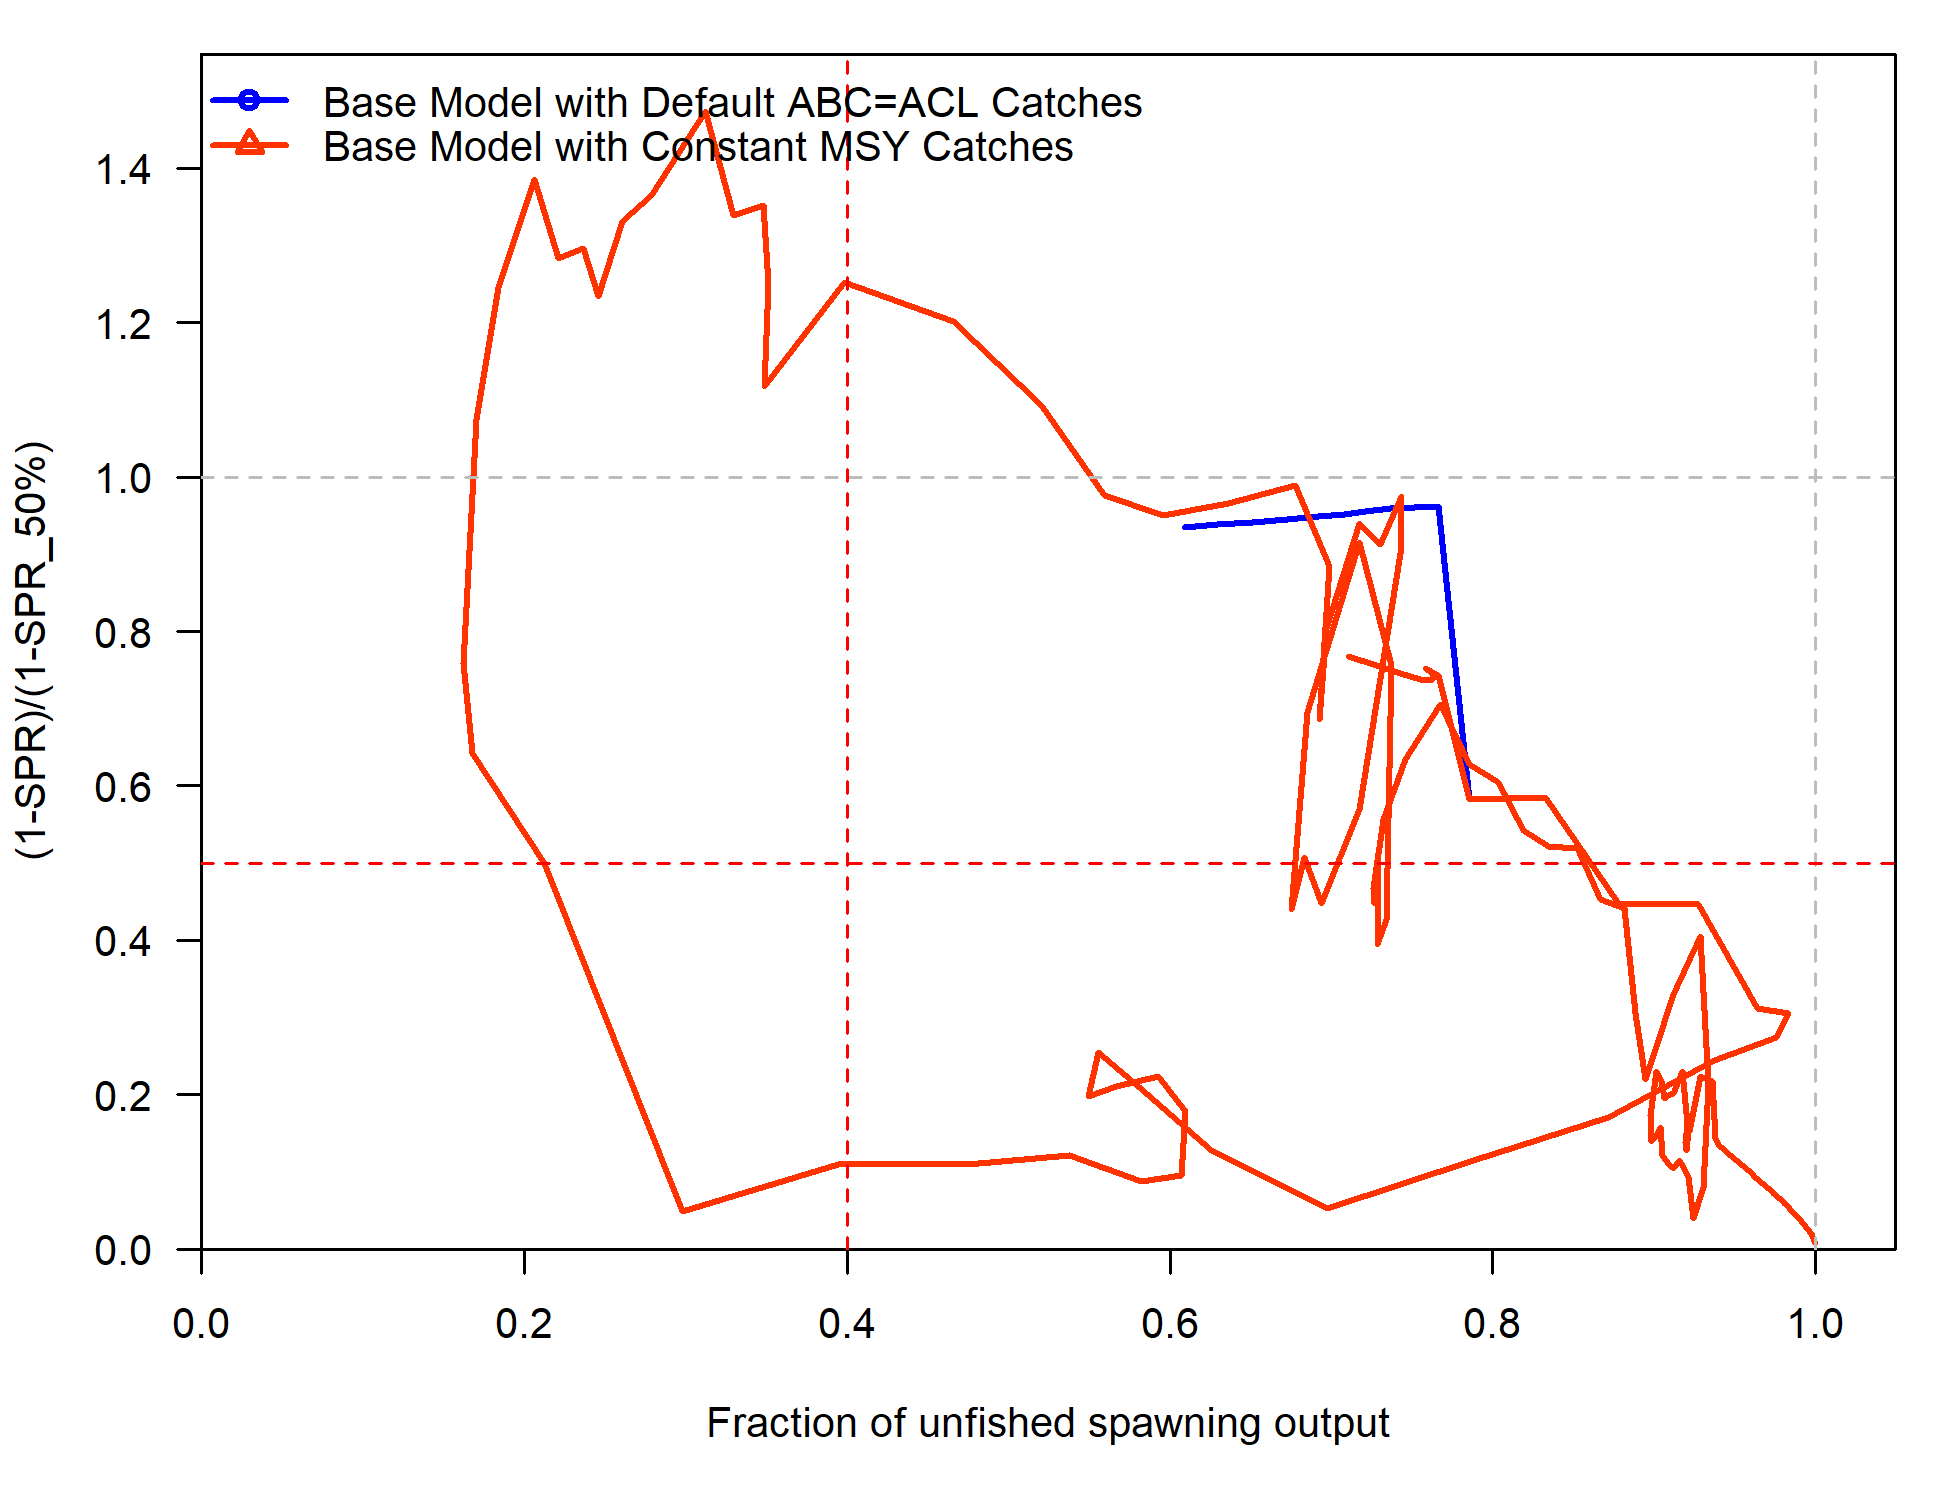 Base Model with Default ABC=ACL Catches
Base Model with Constant MSY Catches
(1-SPR)/(1-SPR_50%)
1.4
1.2
1.0
0.8
0.6
0.4
0.2
0.0
0.0 0.2 0.4 0.6 0.8 1.0
Fraction of unfished spawning output